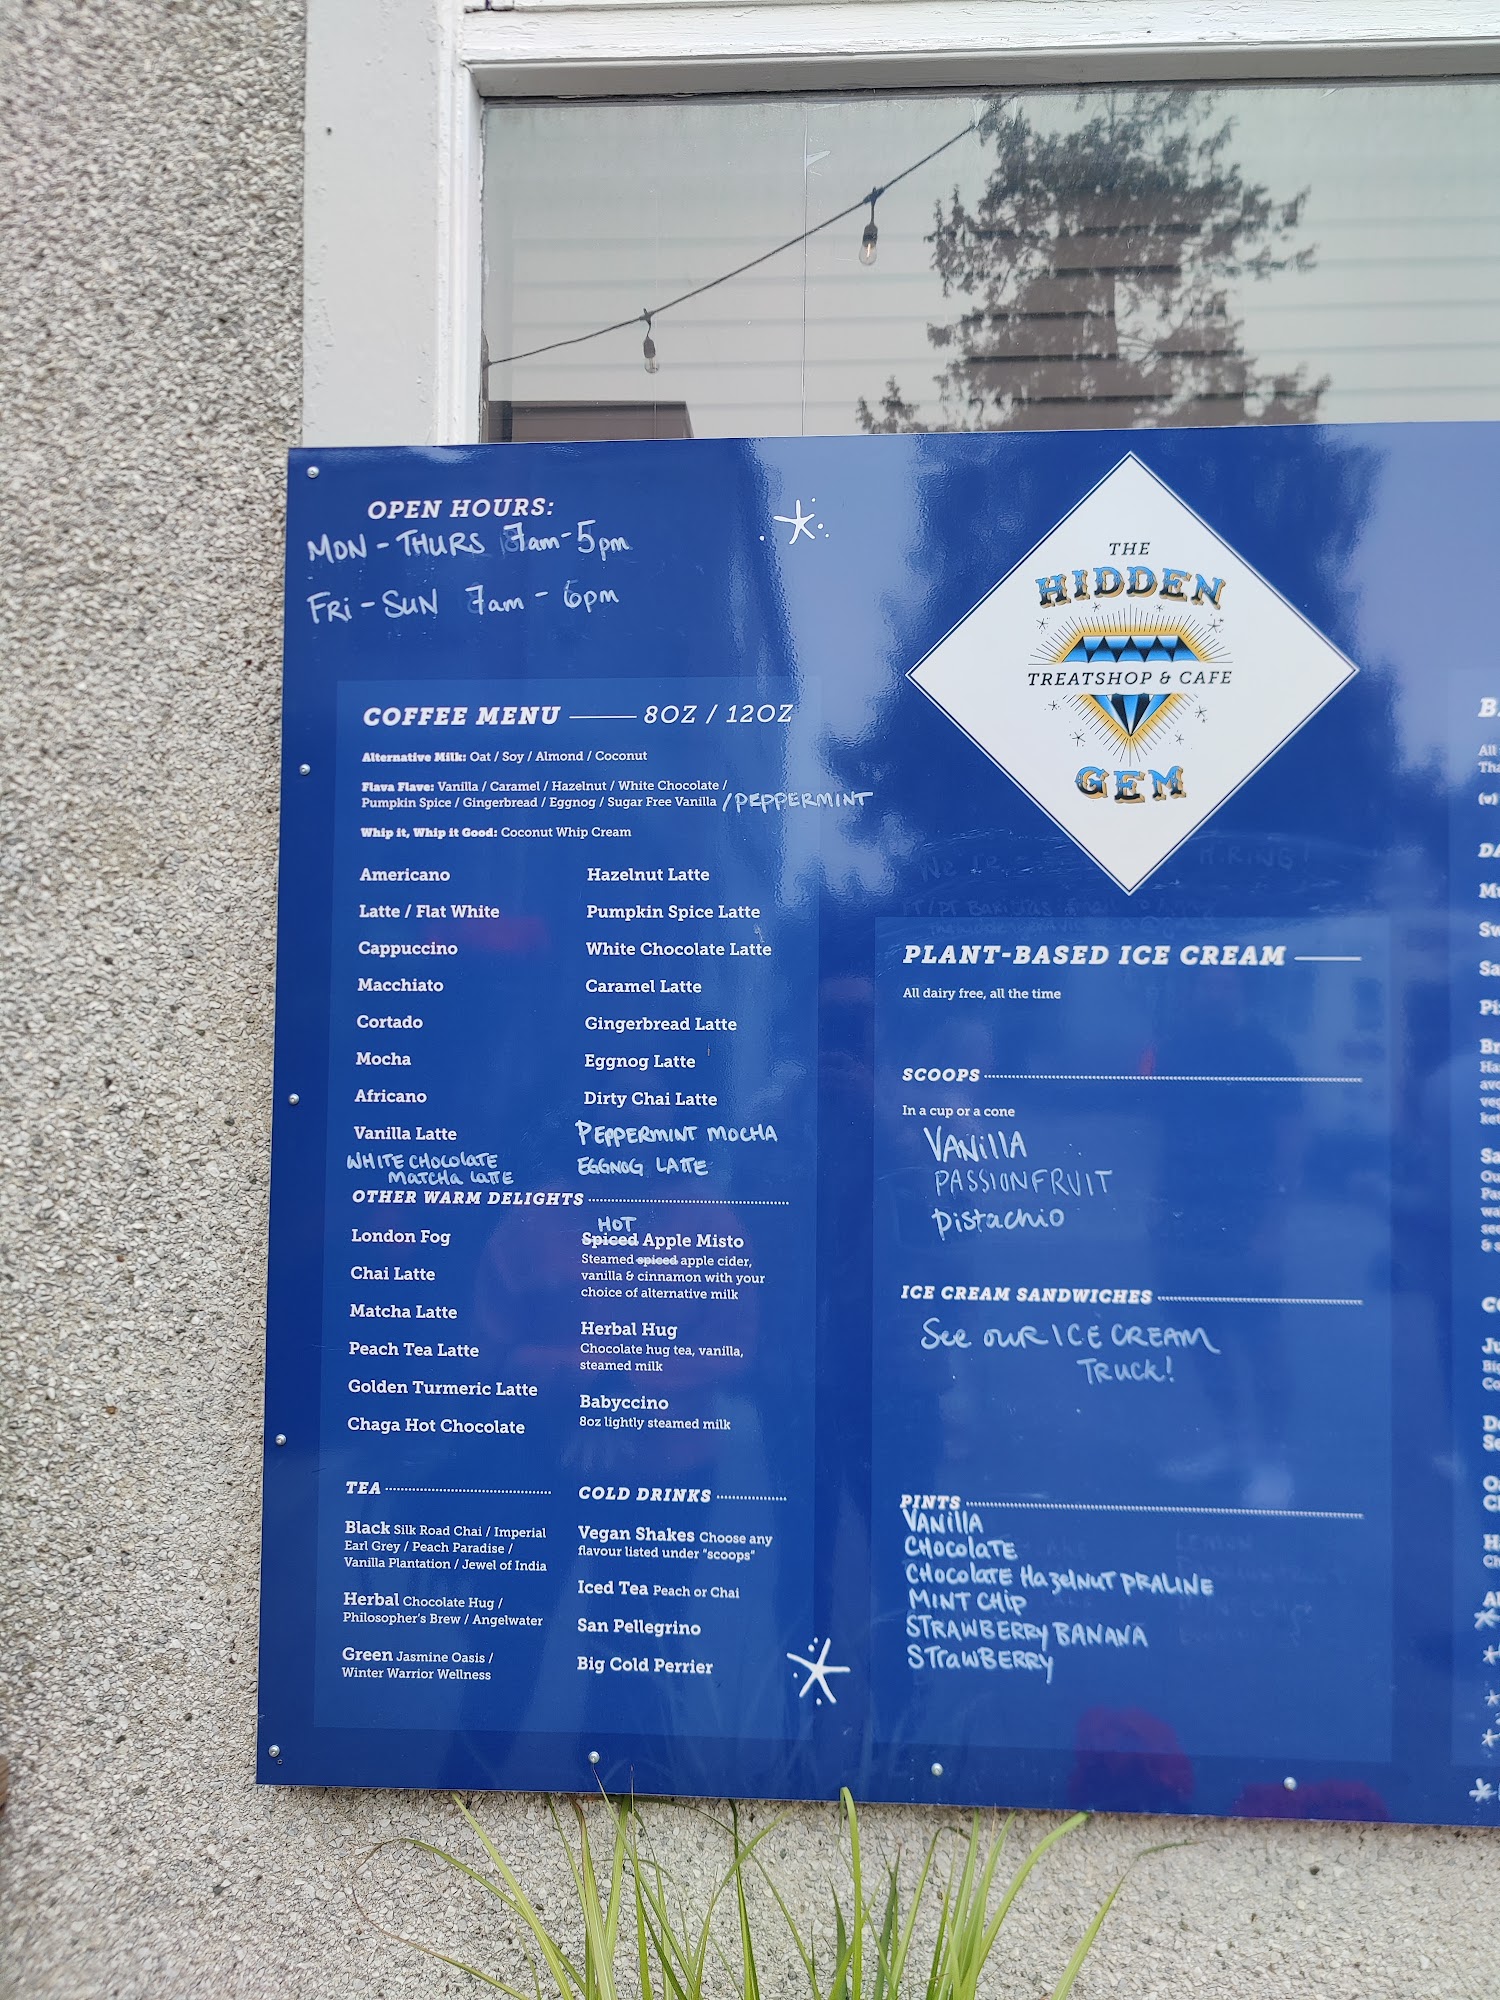 OPEN HOURS:
MON - THURS 7am - 5pm
FRI - SUN 7am - 6pm
THE
HIDDEN
TREATSHOP & CAFE
GEM
COFFEE MENU 8OZ / 12OZ
Alternative Milk: Oat / Soy / Almond / Coconut
Flava Flave: Vanilla / Caramel / Hazelnut / White Chocolate /
Pumpkin Spice / Gingerbread / Eggnog / Sugar Free Vanilla / PEPPERMINT
Whip it, Whip it Good: Coconut Whip Cream
Americano
Latte / Flat White
Cappuccino
Macchiato
Cortado
Mocha
Africano
Vanilla Latte
WHITE CHOCOLATE
MATCHA LATTE
Hazelnut Latte
Pumpkin Spice Latte
White Chocolate Latte
Caramel Latte
Gingerbread Latte
Eggnog Latte
Dirty Chai Latte
PEPPERMINT MOCHA
EGGNOG LATTE
OTHER WARM DELIGHTS
London Fog
Chai Latte
Matcha Latte
Peach Tea Latte
Golden Turmeric Latte
Chaga Hot Chocolate
HOT
Spiced Apple Misto
Steamed spiced apple cider,
vanilla & cinnamon with your
choice of alternative milk
Herbal Hug
Chocolate hug tea, vanilla,
steamed milk
Babyccino
8oz lightly steamed milk
TEA
Black Silk Road Chai / Imperial
Earl Grey / Peach Paradise /
Vanilla Plantation / Jewel of India
Herbal Chocolate Hug /
Philosopher's Brew / Angelwater
Green Jasmine Oasis /
Winter Warrior Wellness
COLD DRINKS
Vegan Shakes Choose any
flavour listed under "scoops"
Iced Tea Peach or Chai
San Pellegrino
Big Cold Perrier
We're HIRING!
PLANT-BASED ICE CREAM
All dairy free, all the time
SCOOPS
In a cup or a cone
VANILLA
PASSIONFRUIT
Pistachio
ICE CREAM SANDWICHES
See OUR ICE CREAM
TRUCK!
PINTS
VANILLA
CHOCOLATE
CHOCOLATE HAZELNUT PRALINE
MINT CHIP
STRAWBERRY BANANA
STRAWBERRY